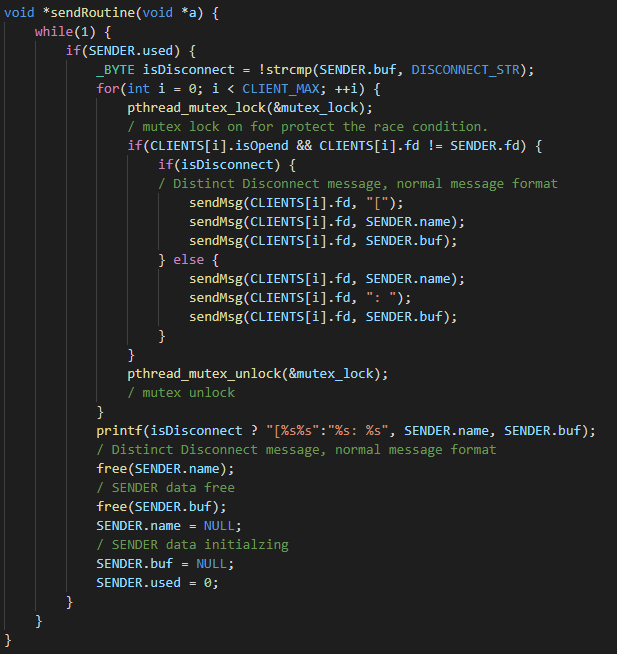 void *sendRoutine(void *a) {
    while(1) {
        if(SENDER.used) {
            _BYTE isDisconnect = !strcmp(SENDER.buf, DISCONNECT_STR);
            for(int i = 0; i < CLIENT_MAX; ++i) {
                pthread_mutex_lock(&mutex_lock);
                / mutex lock on for protect the race condition.
                if(CLIENTS[i].isOpend && CLIENTS[i].fd != SENDER.fd) {
                    if(isDisconnect) {
                    / Distinct Disconnect message, normal message format
                        sendMsg(CLIENTS[i].fd, "[");
                        sendMsg(CLIENTS[i].fd, SENDER.name);
                        sendMsg(CLIENTS[i].fd, SENDER.buf);
                    } else {
                        sendMsg(CLIENTS[i].fd, SENDER.name);
                        sendMsg(CLIENTS[i].fd, ": ");
                        sendMsg(CLIENTS[i].fd, SENDER.buf);
                    }
                }
                pthread_mutex_unlock(&mutex_lock);
                / mutex unlock
            }
            printf(isDisconnect ? "[%s%s":"%s: %s", SENDER.name, SENDER.buf);
            / Distinct Disconnect message, normal message format
            free(SENDER.name);
            / SENDER data free
            free(SENDER.buf);
            SENDER.name = NULL;
            / SENDER data initialzing
            SENDER.buf = NULL;
            SENDER.used = 0;
        }
    }
}